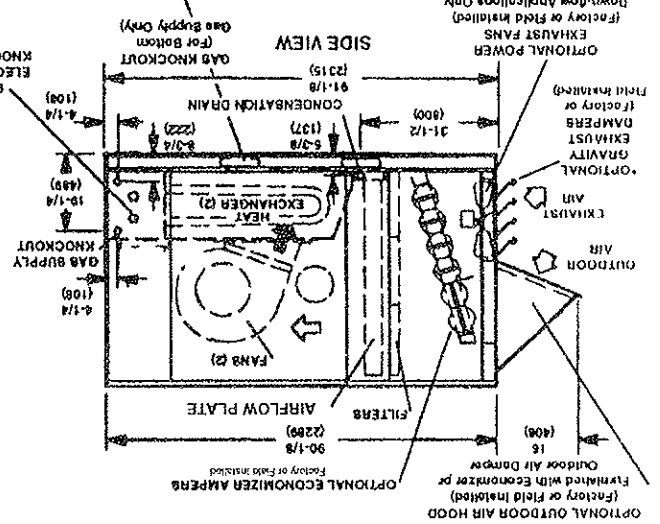 OPTIONAL OUTDOOR AIR HOOD
(Factory or Field Installed)
Furnished with Economizer or
Outdoor Air Damper
16
(406)
OPTIONAL ECONOMIZER AMPERS
Factory or Field Installed
90-1/8
(2289)
FILTERS
AIRFLOW PLATE
FANS (2)
4-1/4
(108)
GAS SUPPLY
KNOCKOUT
19-1/4
(489)
HEAT
EXCHANGER (2)
OUTDOOR
AIR
EXHAUST
AIR
*OPTIONAL
GRAVITY
EXHAUST
DAMPERS
(Factory or
Field Installed)
31-1/2
(800)
5-3/8
(137)
8-3/4
(222)
4-1/4
(108)
CONDENSATION DRAIN
91-1/8
(2315)
OPTIONAL POWER
EXHAUST FANS
(Factory or Field Installed)
Down-flow Applications Only
SIDE VIEW
GAS KNOCKOUT
(For Bottom
Gas Supply Only)